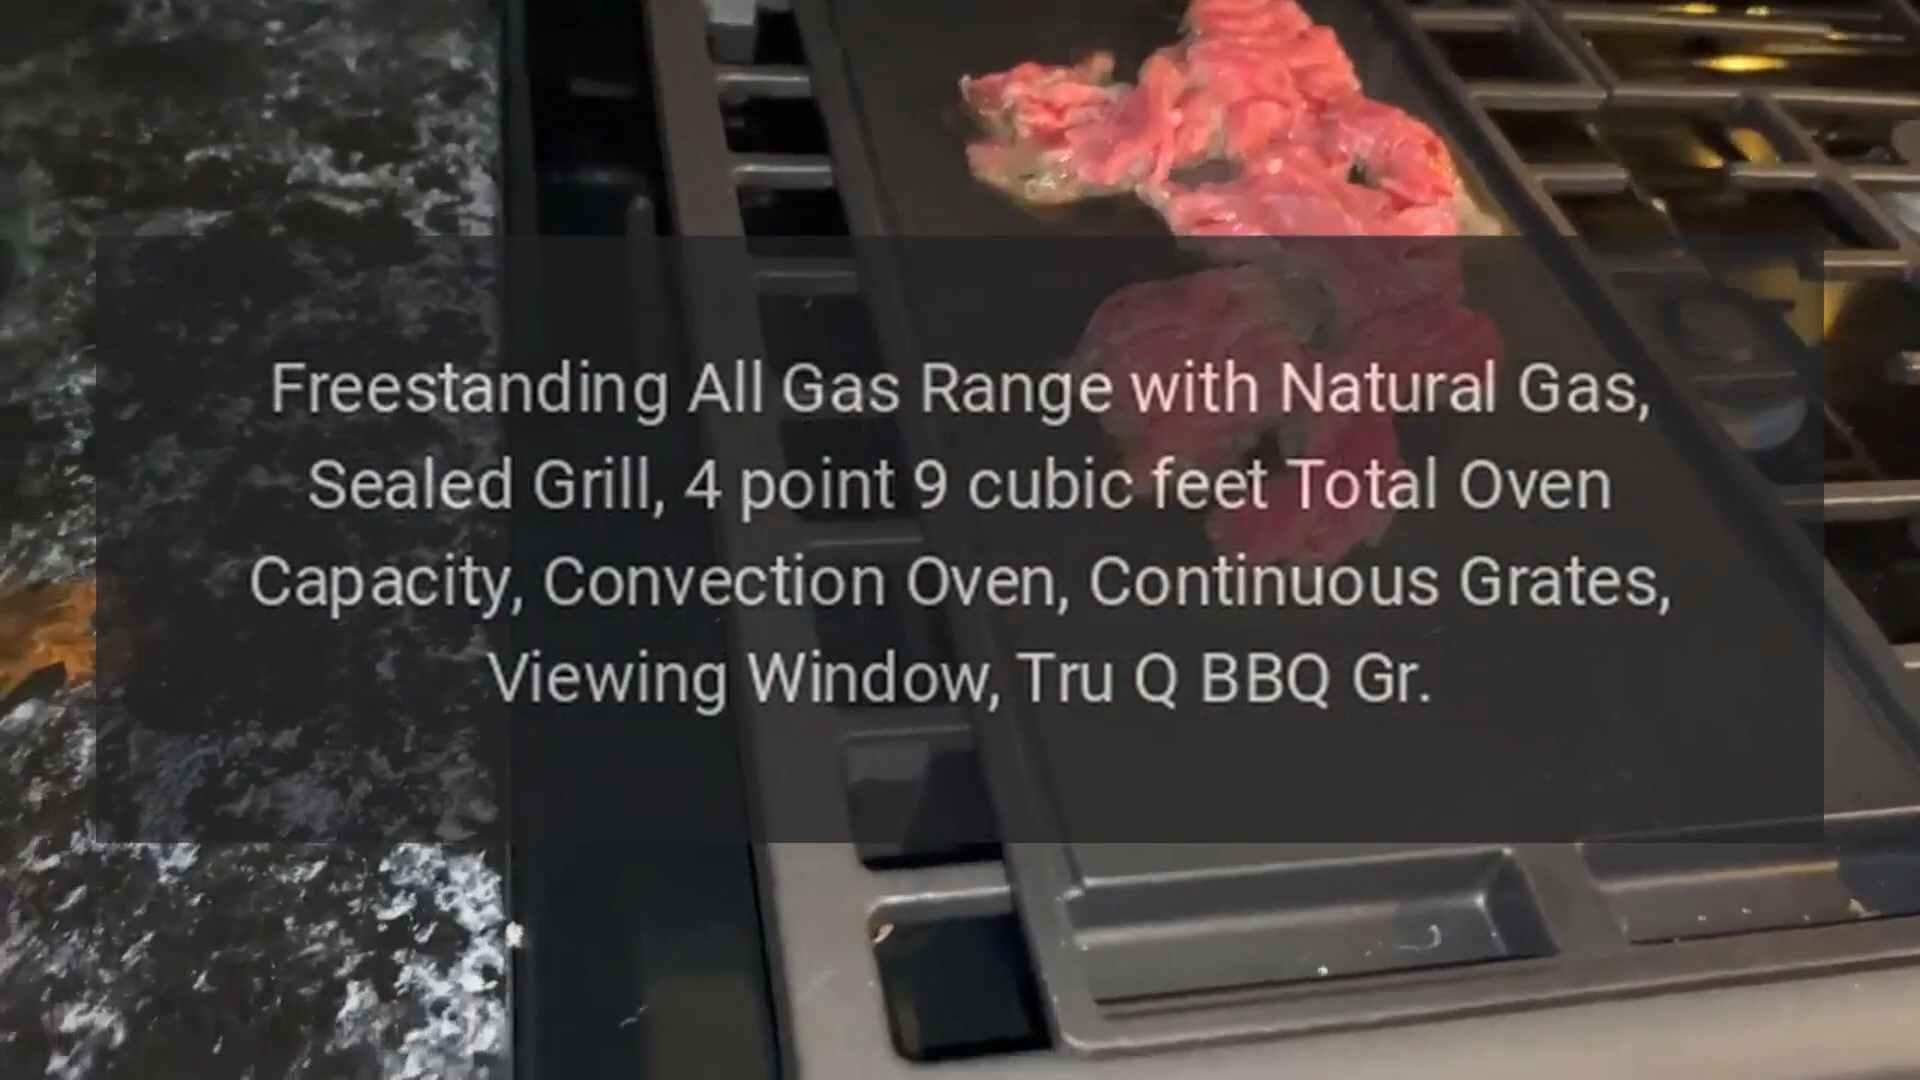 Freestanding All Gas Range with Natural Gas,
Sealed Grill, 4 point 9 cubic feet Total Oven
Capacity, Convection Oven, Continuous Grates,
Viewing Window, Tru Q BBQ Gr.